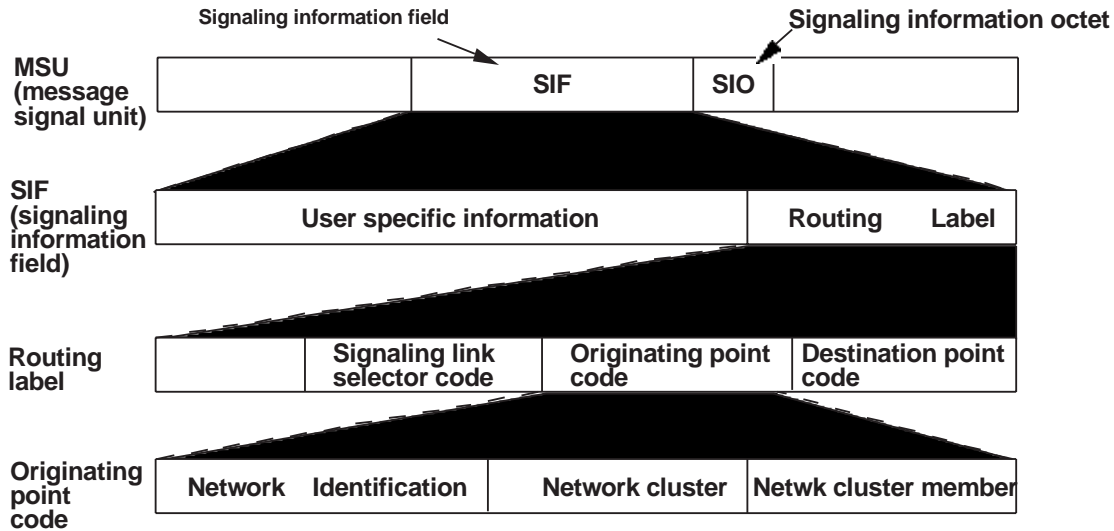 Signaling information field
Signaling information octet
MSU
(message
signal unit)
SIF
SIO
SIF
(signaling
information
field)
User specific information
Routing Label
Routing
label
Signaling link
selector code
Originating point
code
Destination point
code
Originating
point
code
Network Identification
Network cluster
Netwk cluster member